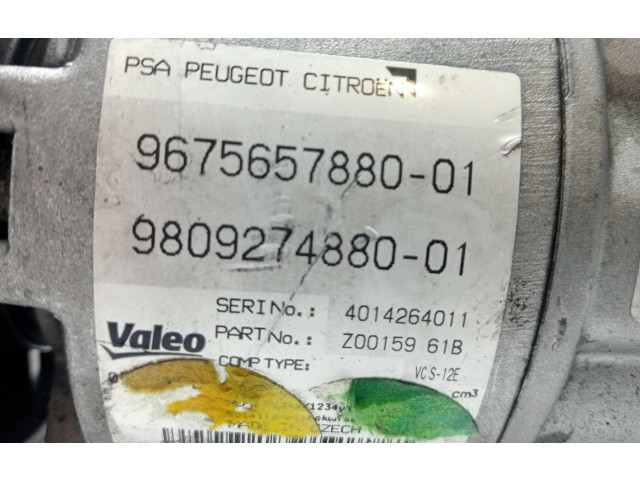 PSA PEUGEOT CITROEN
9675657880-01
9809274880-01
SERI No.: 4014264011
Valeo PART No.: Z00159 61B
COMP TYPE: VCS-12E
cm3
CZECH